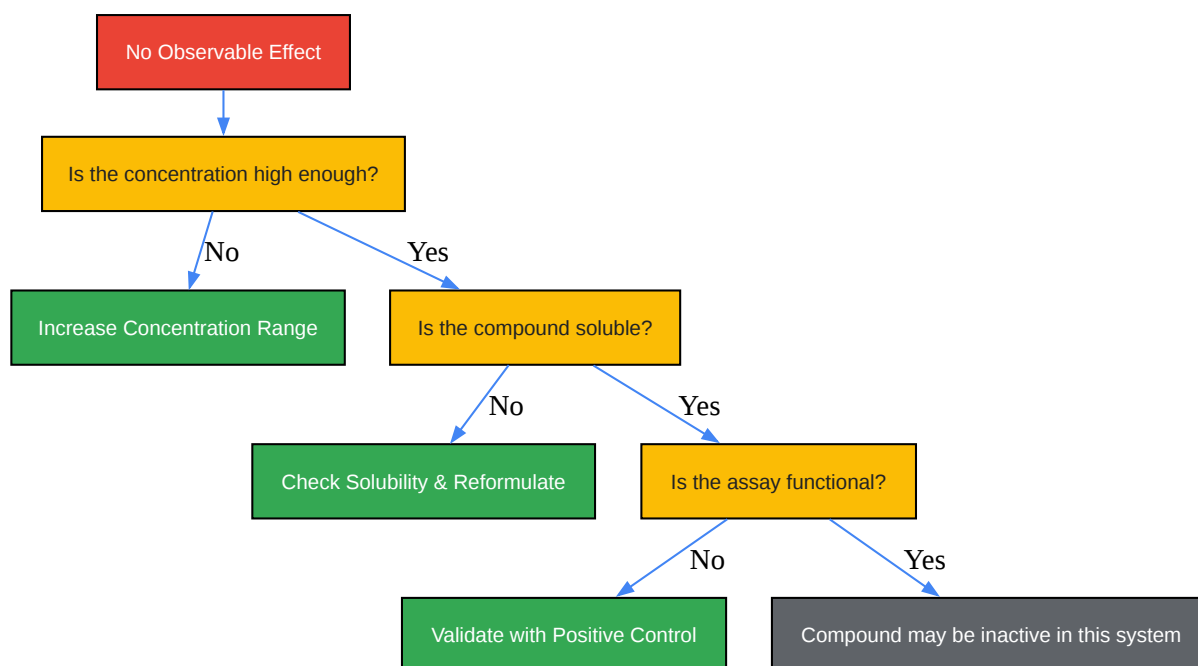 No Observable Effect
Is the concentration high enough?
No
Yes
Increase Concentration Range
Is the compound soluble?
No
Yes
Check Solubility & Reformulate
Is the assay functional?
No
Yes
Validate with Positive Control
Compound may be inactive in this system